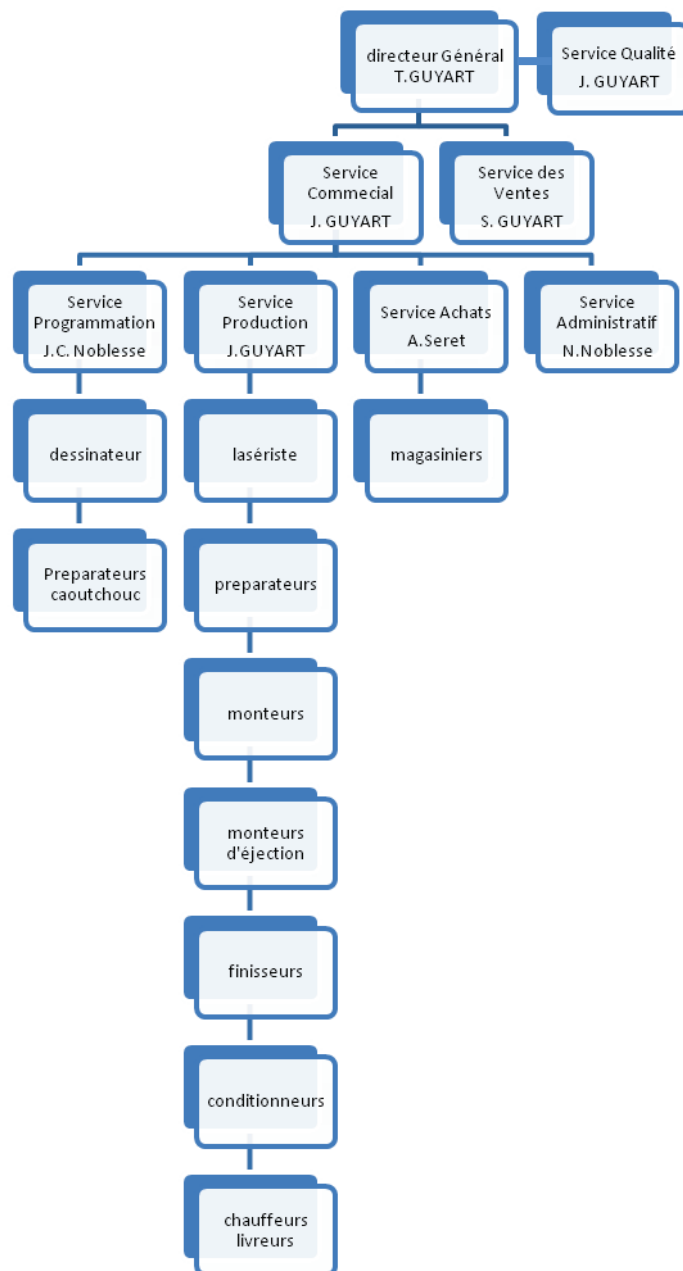 directeur Général
T.GUYART
Service Qualité
J. GUYART
Service
Commecial
J. GUYART
Service des
Ventes
S. GUYART
Service
Programmation
J.C. Noblesse
Service
Production
J.GUYART
Service Achats
A.Seret
Service
Administratif
N.Noblesse
dessinateur
lasériste
magasiniers
Preparateurs
caoutchouc
preparateurs
monteurs
monteurs
d'éjection
finisseurs
conditionneurs
chauffeurs
livreurs